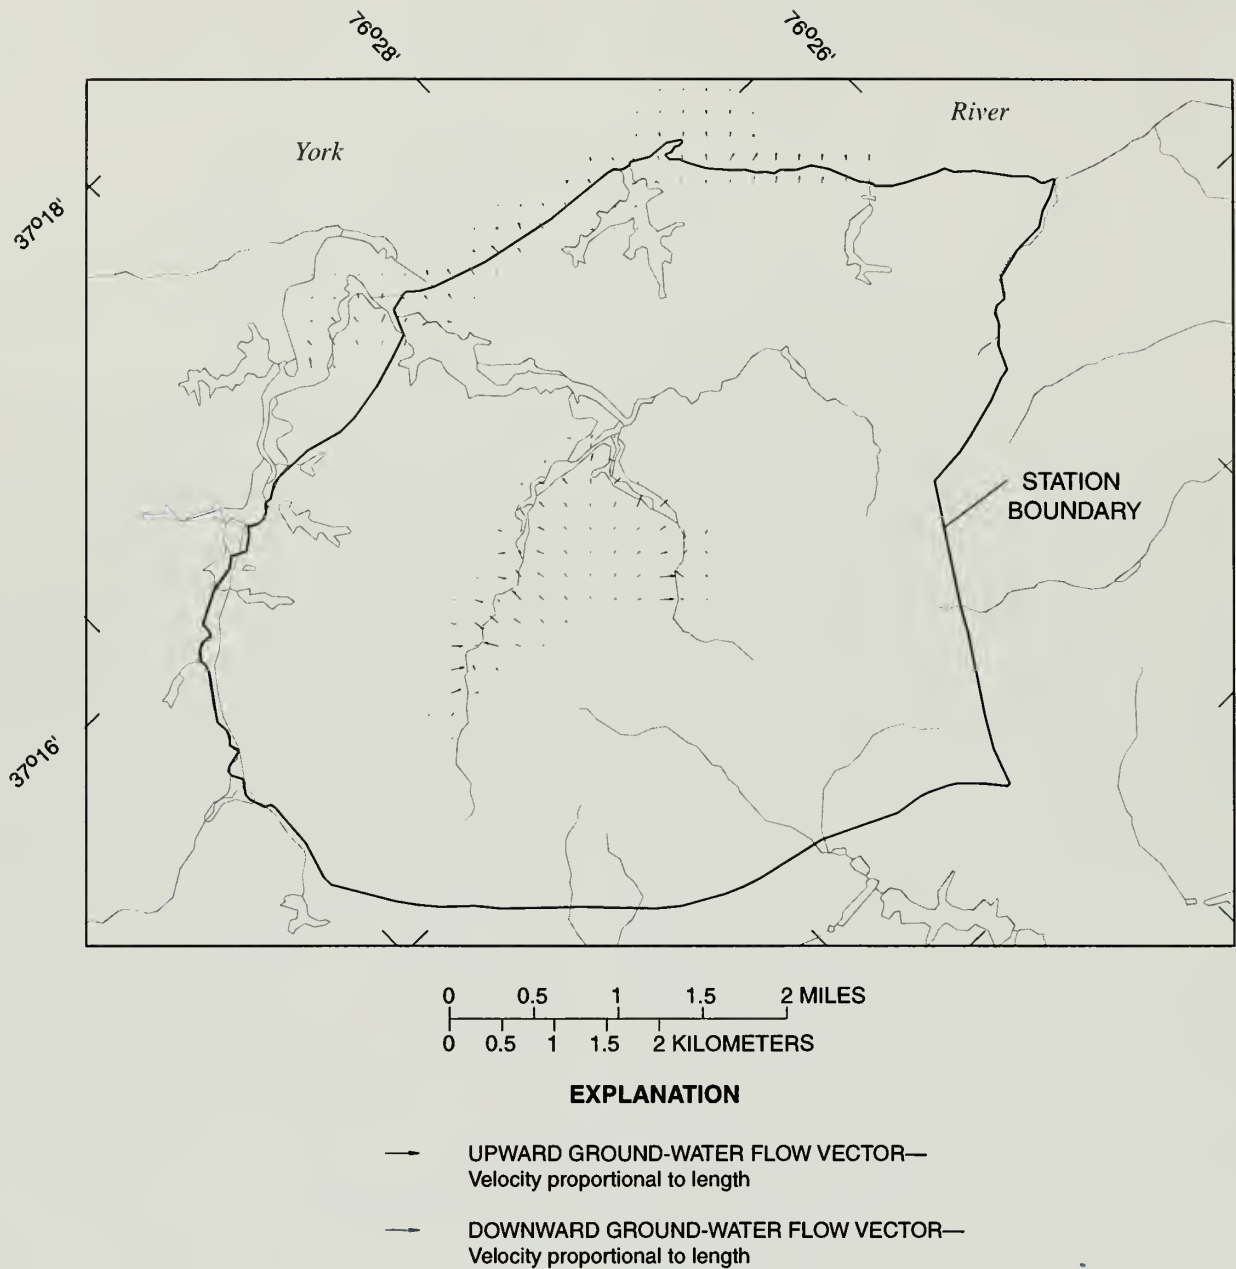 76°28'
76°26'
York
River
37°18'
STATION
BOUNDARY
37°16'
0 0.5 1 1.5 2 MILES
0 0.5 1 1.5 2 KILOMETERS
EXPLANATION
UPWARD GROUND-WATER FLOW VECTOR—
Velocity proportional to length
DOWNWARD GROUND-WATER FLOW VECTOR—
Velocity proportional to length